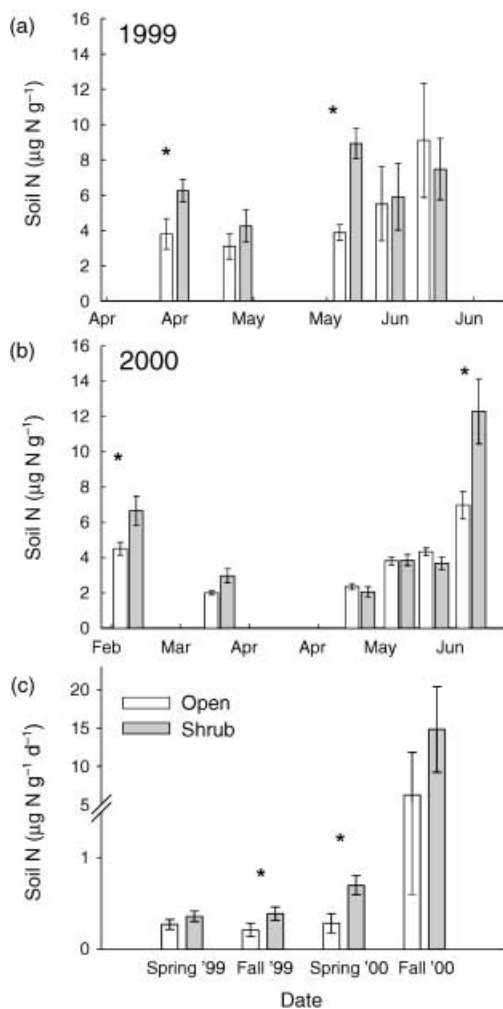 (a)
1999
Soil N (µg N g⁻¹)
16
14
12
10
8
6
4
2
0
*
*
Apr Apr May May Jun Jun
(b)
2000
Soil N (µg N g⁻¹)
16
14
12
10
8
6
4
2
0
*
*
Feb Mar Apr Apr May Jun
(c)
Soil N (µg N g⁻¹ d⁻¹)
20
15
10
5
1
0
Open
Shrub
*
*
Spring '99 Fall '99 Spring '00 Fall '00
Date